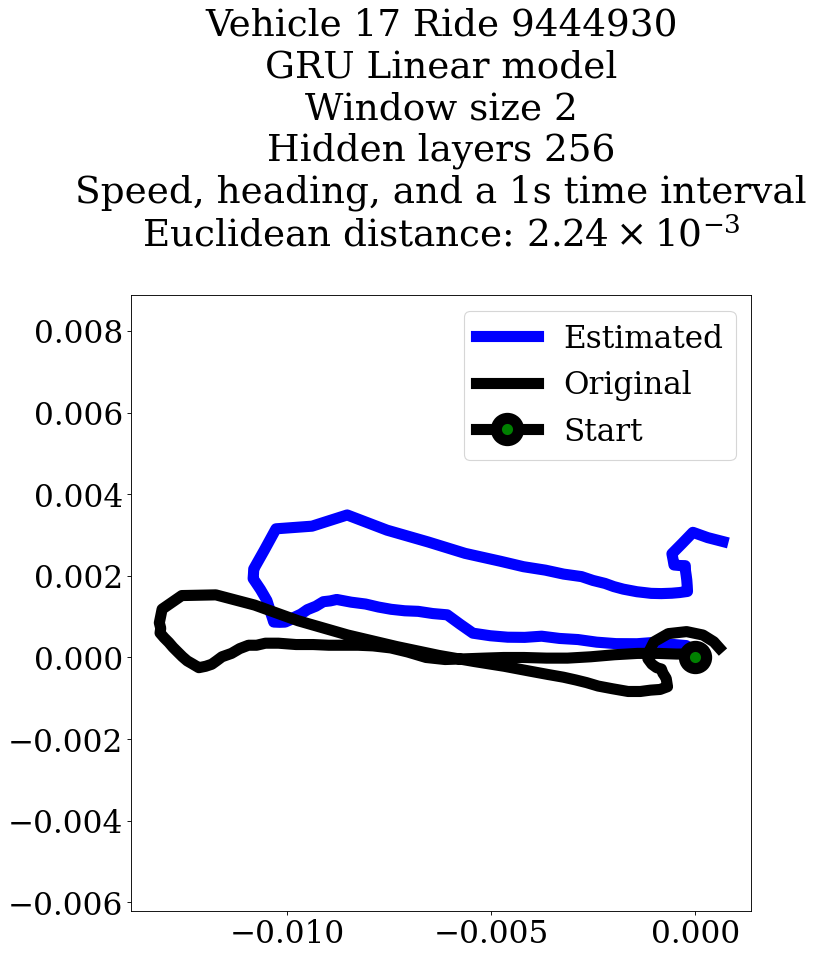 Vehicle 17 Ride 9444930
GRU Linear model
Window size 2
Hidden layers 256
Speed, heading, and a 1s time interval
Euclidean distance: 2.24 × 10⁻³
Estimated
Original
Start
0.008
0.006
0.004
0.002
0.000
−0.002
−0.004
−0.006
−0.010
−0.005
0.000